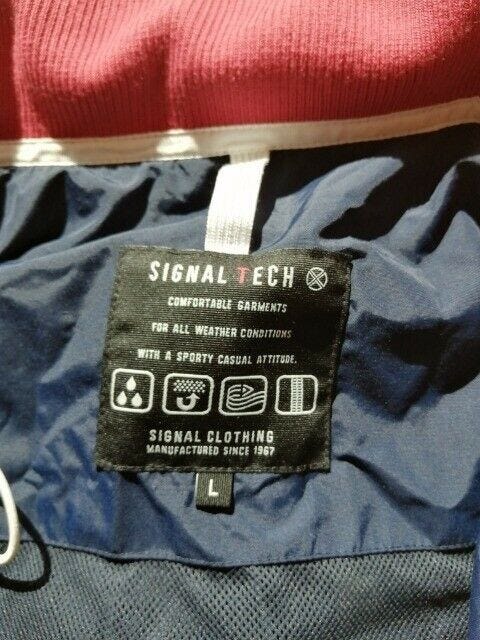 SIGNAL TECH
COMFORTABLE GARMENTS
FOR ALL WEATHER CONDITIONS
WITH A SPORTY CASUAL ATTITUDE.
SIGNAL CLOTHING
MANUFACTURED SINCE 1967
L